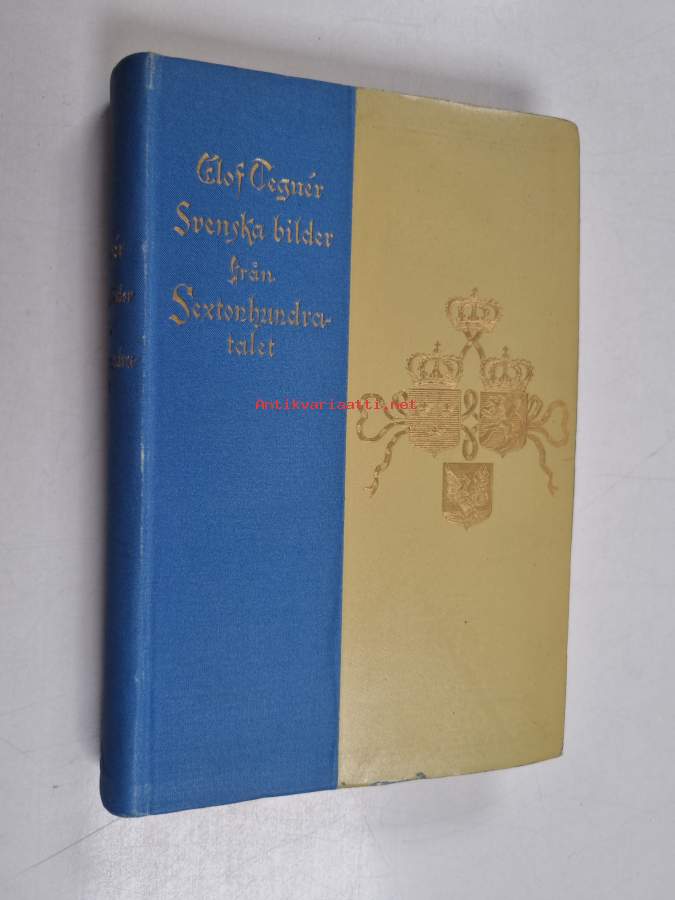 Elof Tegnér
Svenska bilder
från
Sextonhundra-
talet
Antikvariaatti.net